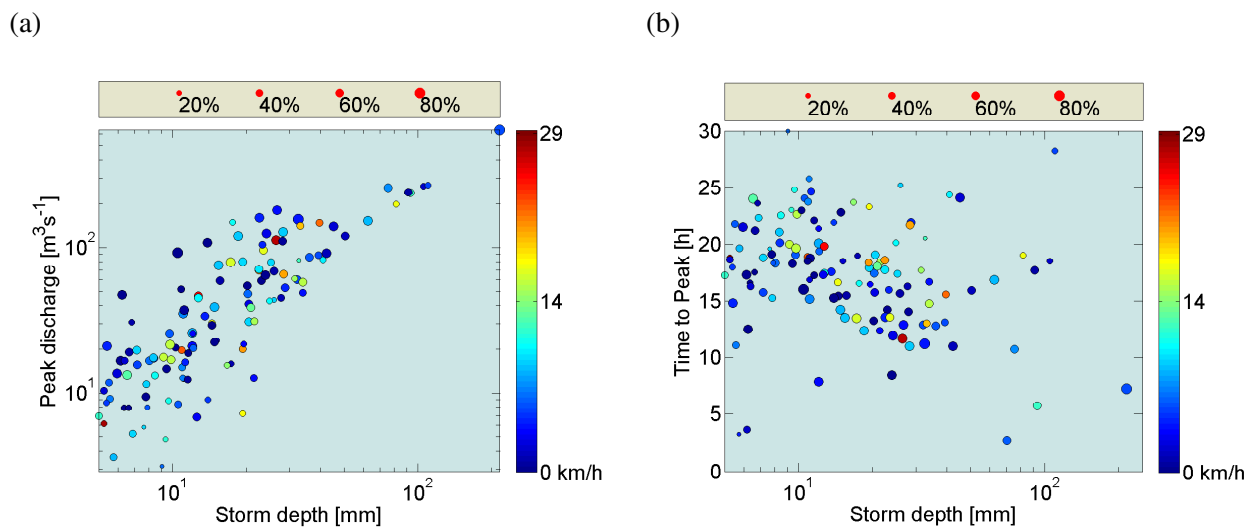 (a)
(b)
20% 40% 60% 80%
Peak discharge [m³s⁻¹]
10²
10¹
10¹ 10²
Storm depth [mm]
29
14
0 km/h
20% 40% 60% 80%
Time to Peak [h]
30
25
20
15
10
5
0
10¹ 10²
Storm depth [mm]
29
14
0 km/h